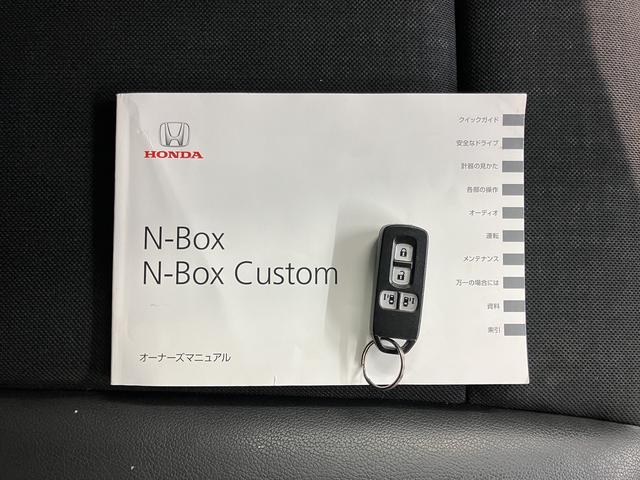 HONDA
N-Box
N-Box Custom
オーナーズマニュアル
クイックガイド
安全なドライブ
計器の見かた
各部の操作
オーディオ
運転
メンテナンス
万一の場合には
資料
索引